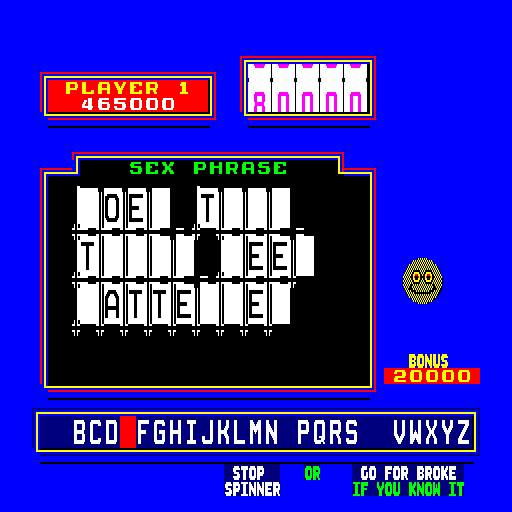 PLAYER 1
465000
80000
SEX PHRASE
OE T
T EE
ATTE E
BONUS
20000
BCD FGHIJKLMN PQRS VWXYZ
STOP OR GO FOR BROKE
SPINNER IF YOU KNOW IT